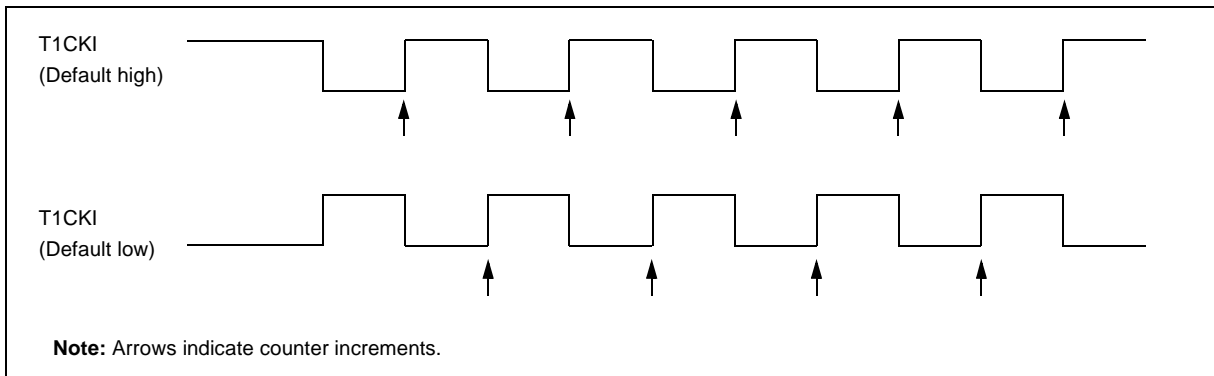 T1CKI
(Default high)
T1CKI
(Default low)
Note: Arrows indicate counter increments.